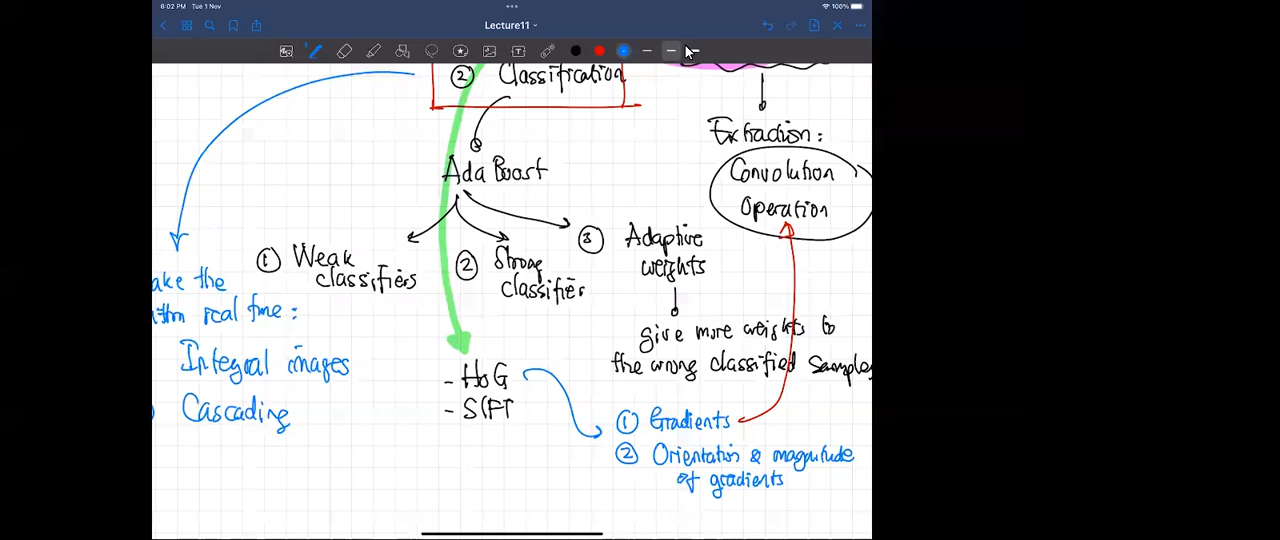 6:02 PM Tue 1 Nov
100%
Lecture11
② Classification
Extraction:
Convolution
Operation
Ada Boost
① Weak
classifiers
② Strong
classifier
③ Adaptive
weights
Give more weights to
the wrong classified samples
ake the
real time:
Integral images
Cascading
- HoG
- SIFT
① Gradients
② Orientation & magnitude
of gradients